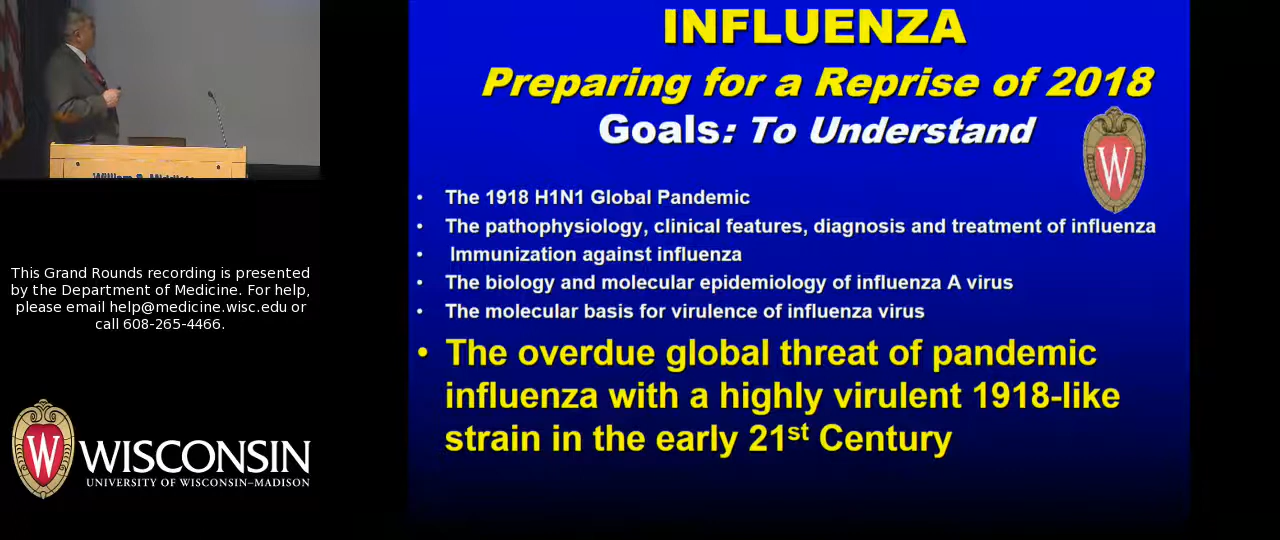 INFLUENZA
Preparing for a Reprise of 2018
Goals: To Understand
W
• The 1918 H1N1 Global Pandemic
• The pathophysiology, clinical features, diagnosis and treatment of influenza
• Immunization against influenza
• The biology and molecular epidemiology of influenza A virus
• The molecular basis for virulence of influenza virus
• The overdue global threat of pandemic
influenza with a highly virulent 1918-like
strain in the early 21st Century
This Grand Rounds recording is presented
by the Department of Medicine. For help,
please email help@medicine.wisc.edu or
call 608-265-4466.
W
WISCONSIN
UNIVERSITY OF WISCONSIN–MADISON